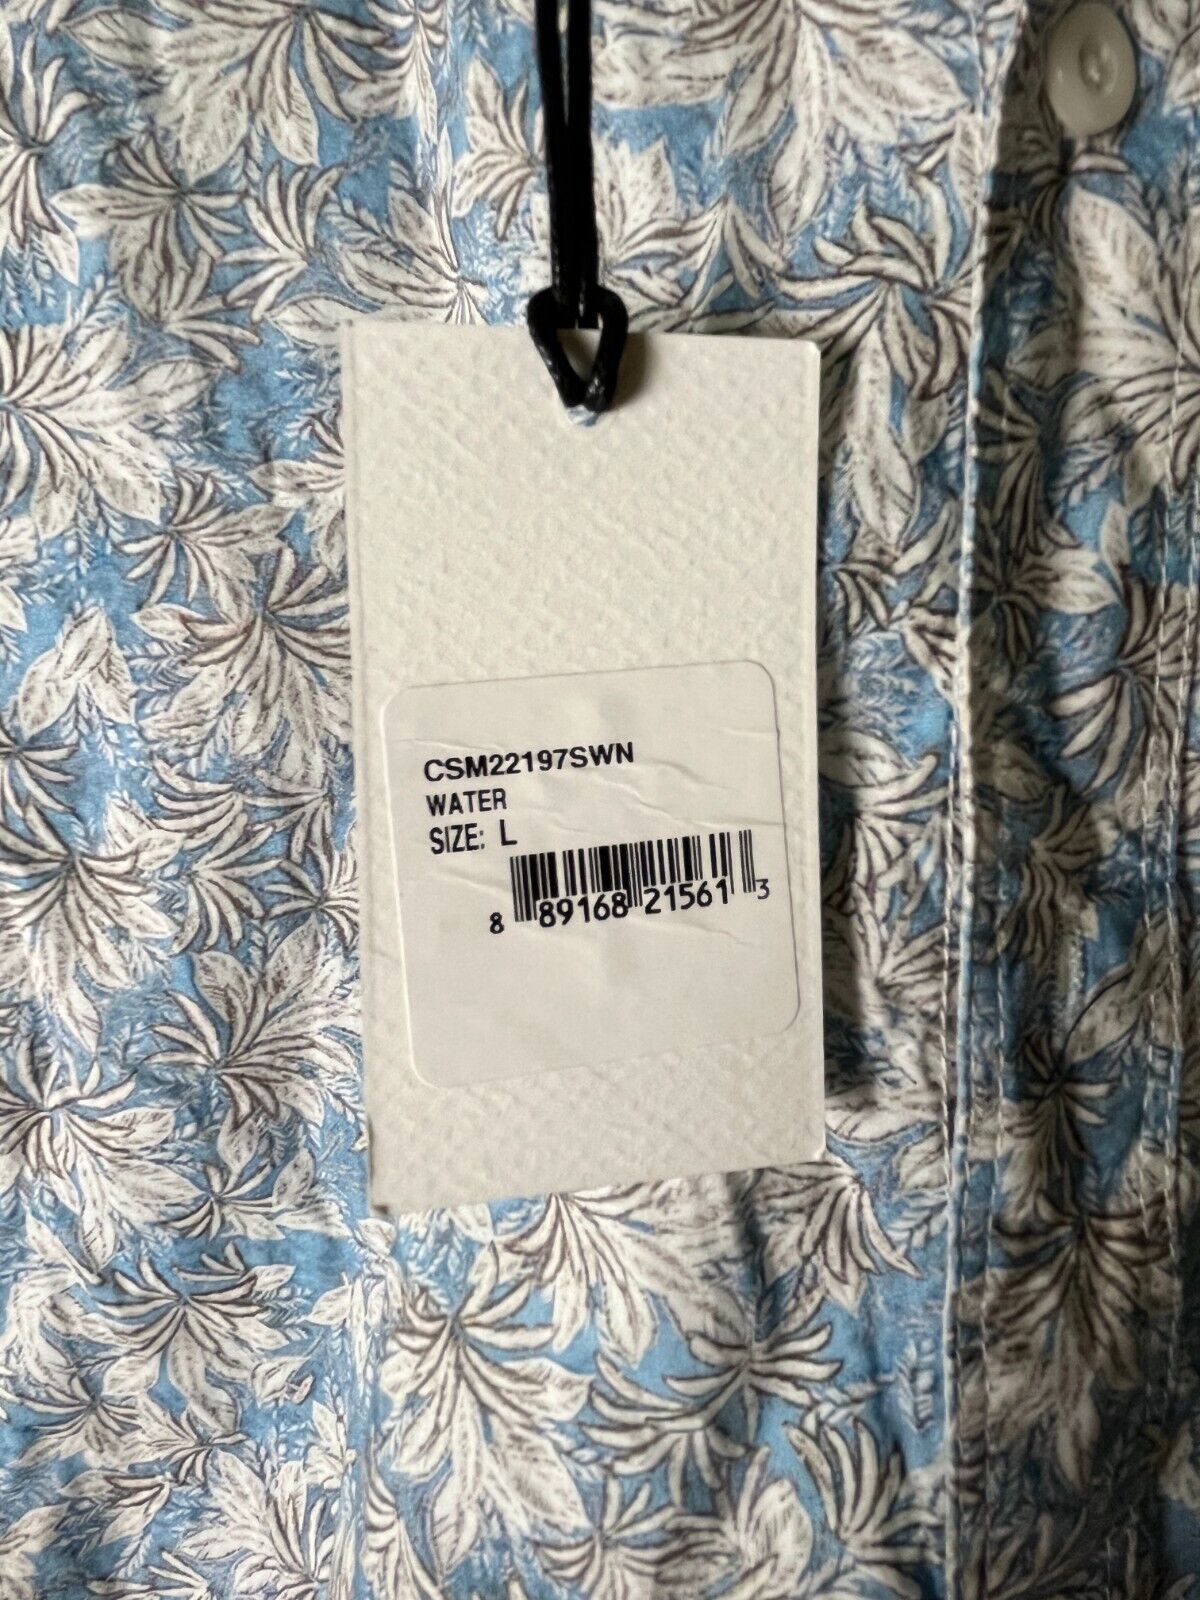 CSM22197SWN
WATER
SIZE: L
8 89168 21561 3